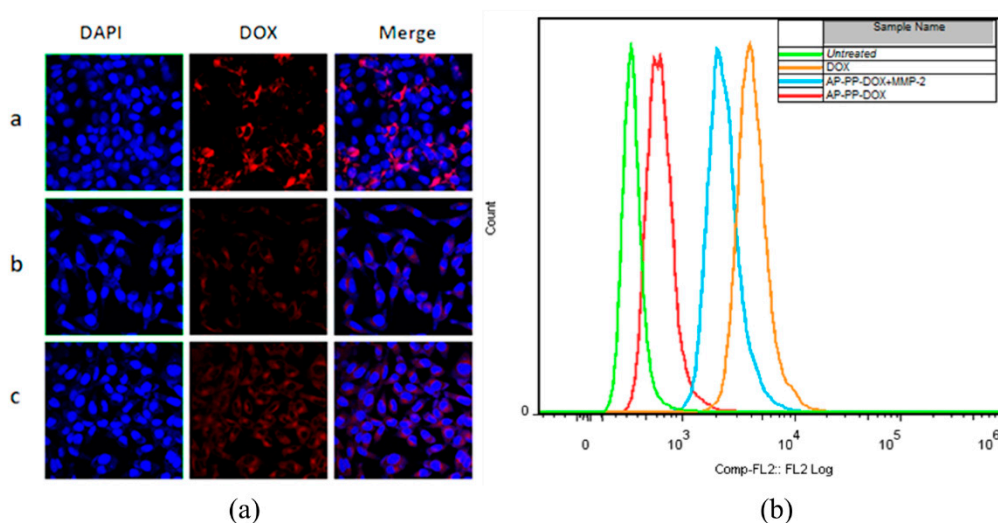 DAPI DOX Merge
a
b
c
(a)
Sample Name
Untreated
DOX
AP-PP-DOX+MMP-2
AP-PP-DOX
Count
0
0 10³ 10⁴ 10⁵ 10⁶
Comp-FL2:: FL2 Log
(b)